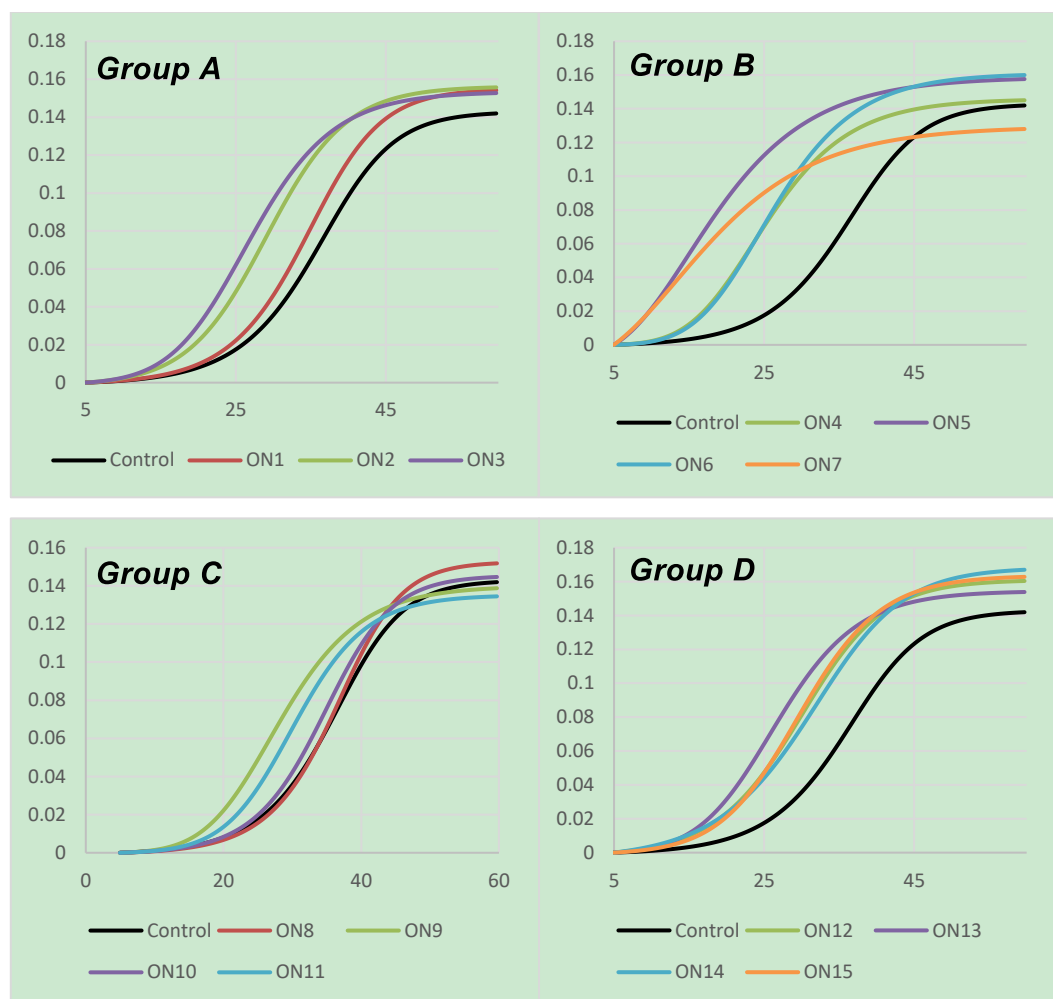 Group A
0.18
0.16
0.14
0.12
0.1
0.08
0.06
0.04
0.02
0
5 25 45
Control ON1 ON2 ON3
Group B
0.18
0.16
0.14
0.12
0.1
0.08
0.06
0.04
0.02
0
5 25 45
Control ON4 ON5
ON6 ON7
Group C
0.16
0.14
0.12
0.1
0.08
0.06
0.04
0.02
0
0 20 40 60
Control ON8 ON9
ON10 ON11
Group D
0.18
0.16
0.14
0.12
0.1
0.08
0.06
0.04
0.02
0
5 25 45
Control ON12 ON13
ON14 ON15